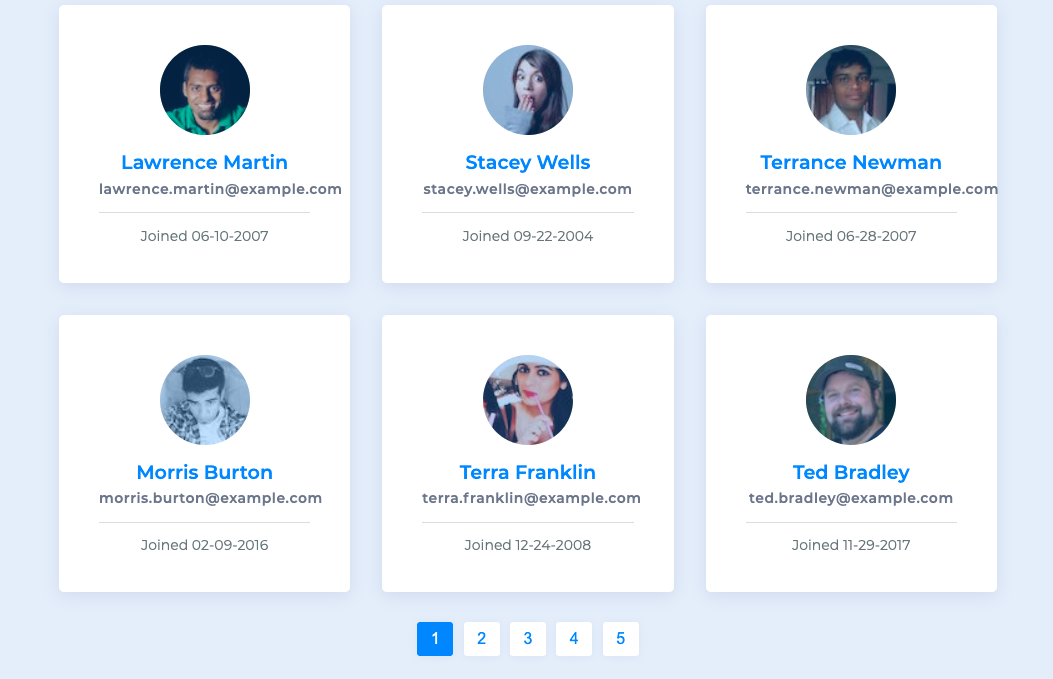 Lawrence Martin
lawrence.martin@example.com
Joined 06-10-2007
Stacey Wells
stacey.wells@example.com
Joined 09-22-2004
Terrance Newman
terrance.newman@example.com
Joined 06-28-2007
Morris Burton
morris.burton@example.com
Joined 02-09-2016
Terra Franklin
terra.franklin@example.com
Joined 12-24-2008
Ted Bradley
ted.bradley@example.com
Joined 11-29-2017
1 2 3 4 5